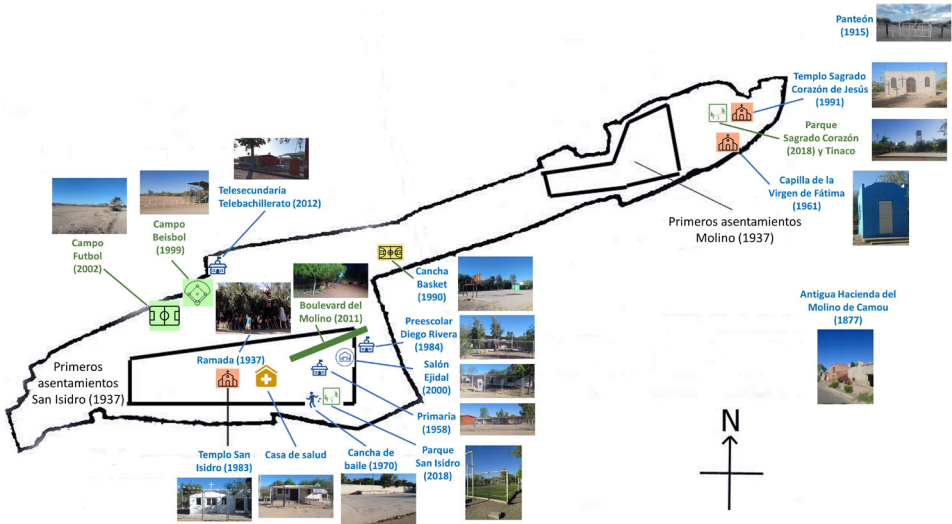 Panteón
(1915)
Templo Sagrado
Corazón de Jesús
(1991)
Parque
Sagrado Corazón
(2018) y Tinaco
Capilla de la
Virgen de Fátima
(1961)
Primeros asentamientos
Molino (1937)
Telesecundaria
Telebachillerato (2012)
Campo
Beisbol
(1999)
Campo
Futbol
(2002)
Cancha
Basket
(1990)
Boulevard del
Molino (2011)
Preescolar
Diego Rivera
(1984)
Antigua Hacienda del
Molino de Camou
(1877)
Ramada (1937)
Primeros
asentamientos
San Isidro (1937)
Salón
Ejidal
(2000)
Primaria
(1958)
Parque
San Isidro
(2018)
Templo San
Isidro (1983)
Casa de salud
Cancha de
baile (1970)
N